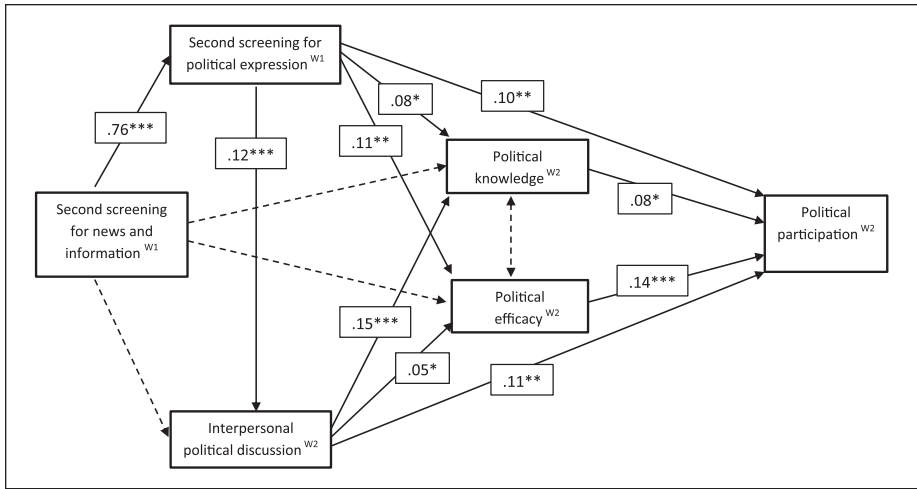 Second screening for
political expression W1
.08*
.10**
.76***
.12***
.11**
Political
knowledge W2
.08*
Second screening
for news and
information W1
Political
participation W2
Political
efficacy W2
.14***
.15***
.05*
.11**
Interpersonal
political discussion W2